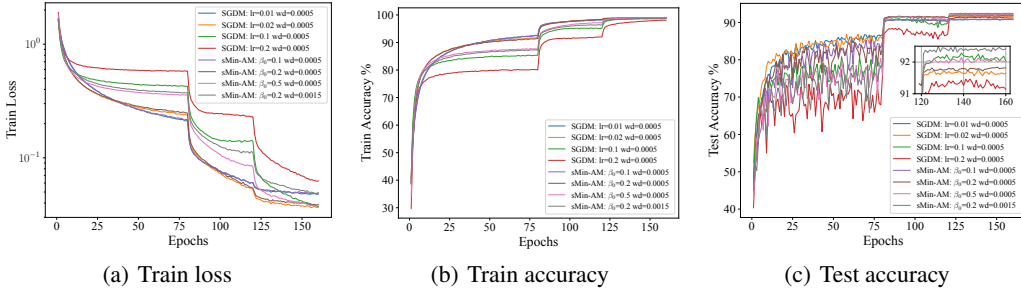 Train Loss
10^0
10^{-1}
SGDM: lr=0.01 wd=0.0005
SGDM: lr=0.02 wd=0.0005
SGDM: lr=0.1 wd=0.0005
SGDM: lr=0.2 wd=0.0005
sMin-AM: β₀=0.1 wd=0.0005
sMin-AM: β₀=0.2 wd=0.0005
sMin-AM: β₀=0.5 wd=0.0005
sMin-AM: β₀=0.2 wd=0.0015
0 25 50 75 100 125 150
Epochs
(a) Train loss
Train Accuracy %
100
90
80
70
60
50
40
30
SGDM: lr=0.01 wd=0.0005
SGDM: lr=0.02 wd=0.0005
SGDM: lr=0.1 wd=0.0005
SGDM: lr=0.2 wd=0.0005
sMin-AM: β₀=0.1 wd=0.0005
sMin-AM: β₀=0.2 wd=0.0005
sMin-AM: β₀=0.5 wd=0.0005
sMin-AM: β₀=0.2 wd=0.0015
0 25 50 75 100 125 150
Epochs
(b) Train accuracy
Test Accuracy %
90
80
70
60
50
40
92
91
120 140 160
SGDM: lr=0.01 wd=0.0005
SGDM: lr=0.02 wd=0.0005
SGDM: lr=0.1 wd=0.0005
SGDM: lr=0.2 wd=0.0005
sMin-AM: β₀=0.1 wd=0.0005
sMin-AM: β₀=0.2 wd=0.0005
sMin-AM: β₀=0.5 wd=0.0005
sMin-AM: β₀=0.2 wd=0.0015
0 25 50 75 100 125 150
Epochs
(c) Test accuracy